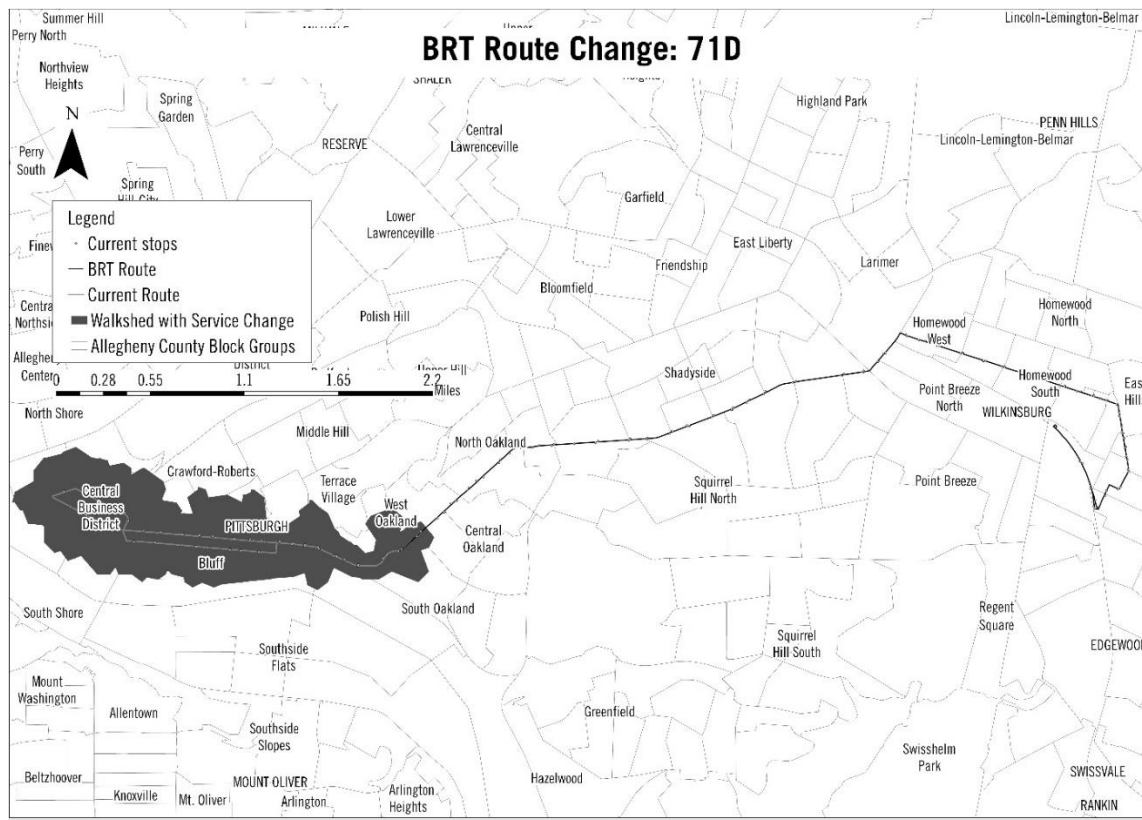 BRT Route Change: 71D
Summer Hill
Perry North
Northview
Heights
Spring
Garden
N
Perry
South
Spring
RESERVE
Central
Lawrenceville
Highland Park
Lincoln-Lemington-Belmar
PENN HILLS
Lincoln-Lemington-Belmar
Legend
Current stops
BRT Route
Current Route
Walkshed with Service Change
Allegheny County Block Groups
0 0.28 0.55 1.1 1.65 2.2
Miles
Lower
Lawrenceville
Garfield
East Liberty
Friendship
Larimer
Bloomfield
Polish Hill
District
Allegheny
Center
North Shore
Homewood
North
Homewood
West
Homewood
South
Shadyside
Point Breeze
North
WILKINSBURG
Middle Hill
North Oakland
Crawford-Roberts
Terrace
Village
West
Oakland
Central
Business
District
PITTSBURGH
Bluff
Central
Oakland
Squirrel
Hill North
Point Breeze
South Shore
South Oakland
Regent
Square
Southside
Flats
Squirrel
Hill South
Mount
Washington
Allentown
Southside
Slopes
Greenfield
Swisshelm
Park
Beltzhoover
MOUNT OLIVER
Arlington
Heights
Hazelwood
SWISSVALE
Knoxville
Mt. Oliver
Arlington
RANKIN